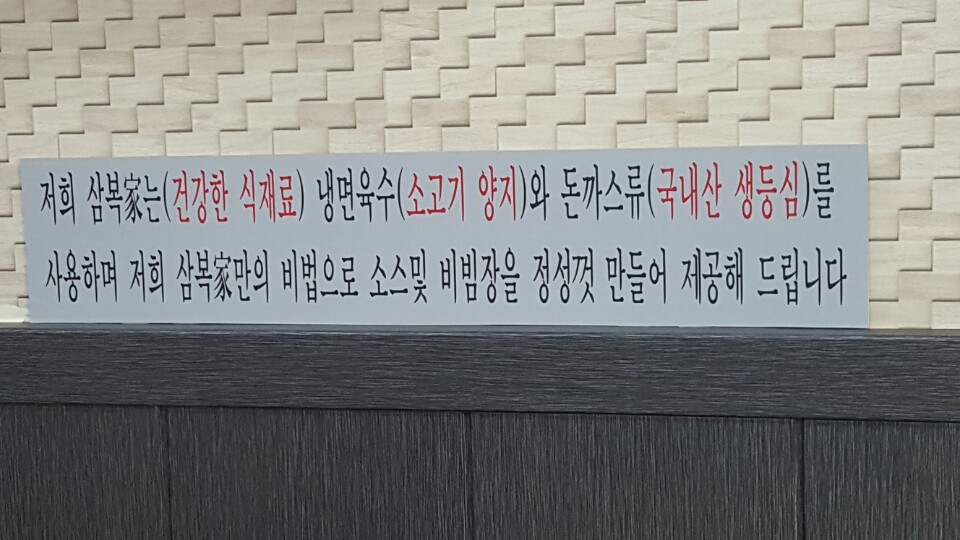 저희 삼복家는(건강한 식재료) 냉면육수(소고기 양지)와 돈까스류(국내산 생등심)를
사용하며 저희 삼복家만의 비법으로 소스및 비빔장을 정성껏 만들어 제공해 드립니다